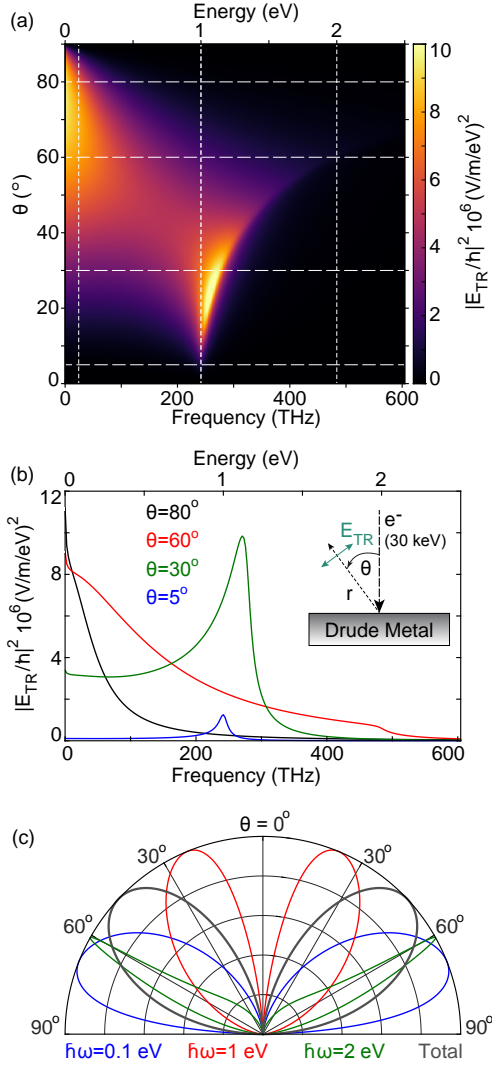 (a)
Energy (eV)
0 1 2
80
60
40
20
0
θ (°)
0 200 400 600
Frequency (THz)
10
8
6
4
2
0
|E_TR/ħ|² 10⁶ (V/m/eV)²
(b)
Energy (eV)
0 1 2
12
8
4
0
|E_TR/ħ|² 10⁶ (V/m/eV)²
θ=80°
θ=60°
θ=30°
θ=5°
e⁻
(30 keV)
E_TR
θ
r
Drude Metal
0 200 400 600
Frequency (THz)
(c)
θ = 0°
30° 30°
60° 60°
90° 90°
ħω=0.1 eV ħω=1 eV ħω=2 eV Total